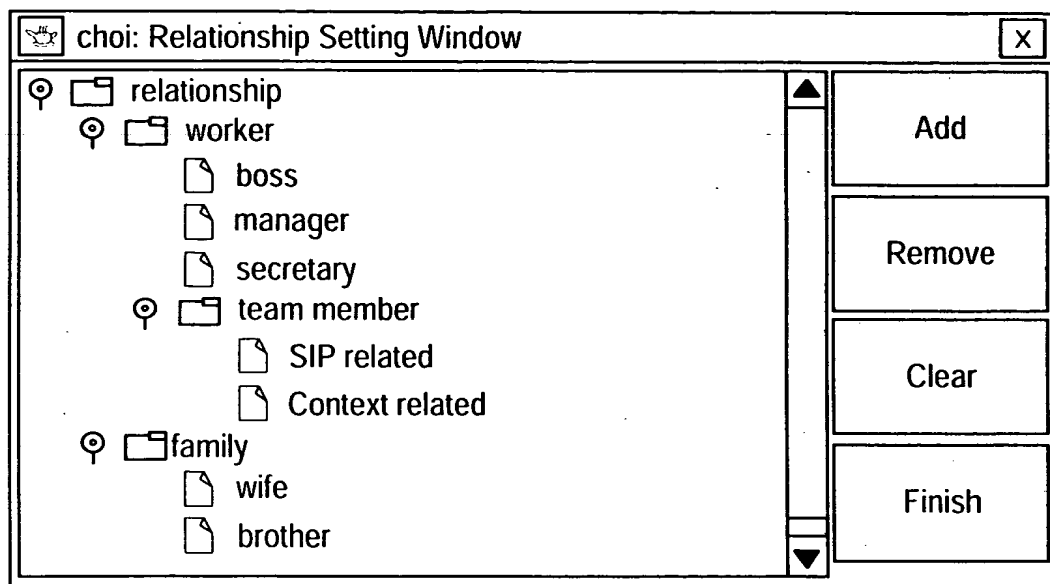 choi: Relationship Setting Window
X
relationship
worker
boss
manager
secretary
team member
SIP related
Context related
family
wife
brother
Add
Remove
Clear
Finish